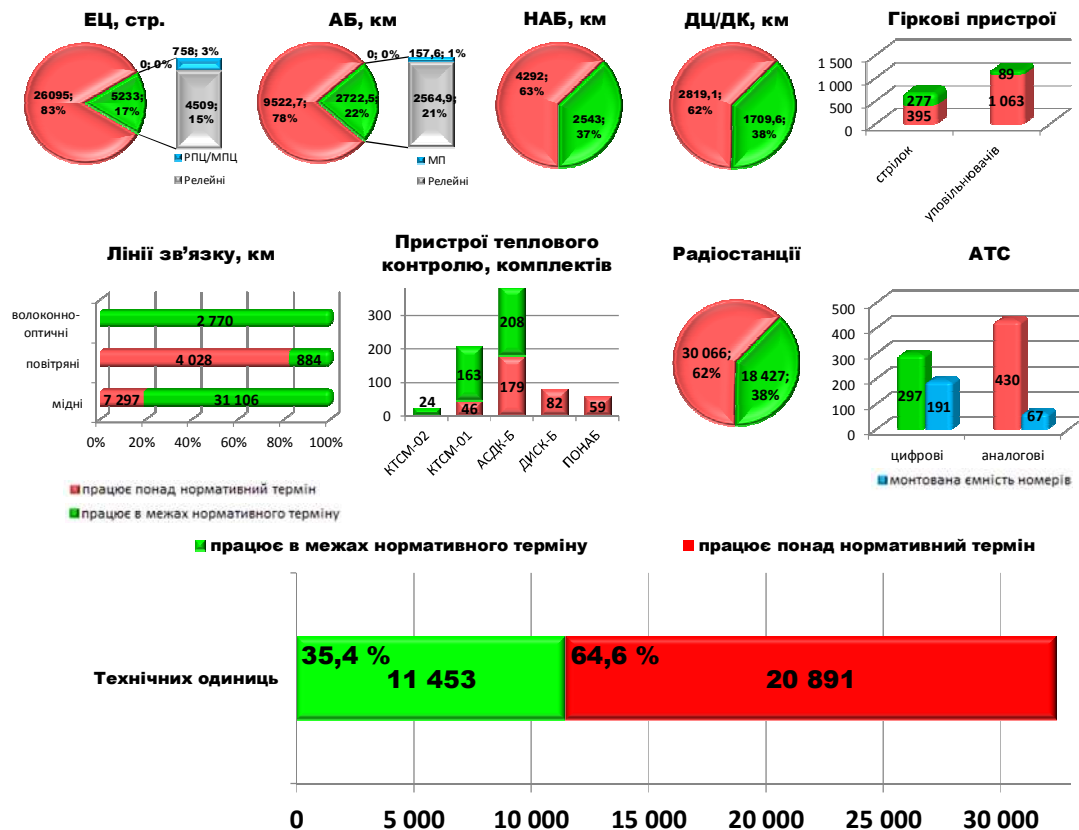 ЕЦ, стр.
0; 0%
758; 3%
26095;
83%
5233;
17%
4509;
15%
РПЦ/МПЦ
Релейні
АБ, км
0; 0%
157,6; 1%
9522,7;
78%
2722,5;
22%
2564,9;
21%
МП
Релейні
НАБ, км
4292;
63%
2543;
37%
ДЦ/ДК, км
2819,1;
62%
1709,6;
38%
Гіркові пристрої
1 500
1 000
500
0
277
395
89
1 063
стрілок
уповільнювачів
Лінії зв’язку, км
волоконно-
оптичні
повітряні
мідні
2 770
4 028
884
7 297
31 106
0%
20%
40%
60%
80%
100%
працює понад нормативний термін
працює в межах нормативного терміну
Пристрої теплового
контролю, комплектів
300
200
100
0
24
163
46
208
179
82
59
КТСМ-02
КТСМ-01
АСДК-Б
ДИСК-Б
ПОНАБ
Радіостанції
30 066;
62%
18 427;
38%
АТС
500
400
300
200
100
0
297
191
430
67
цифрові
аналогові
монтована ємність номерів
працює в межах нормативного терміну
працює понад нормативний термін
Технічних одиниць
35,4 %
11 453
64,6 %
20 891
0
5 000
10 000
15 000
20 000
25 000
30 000